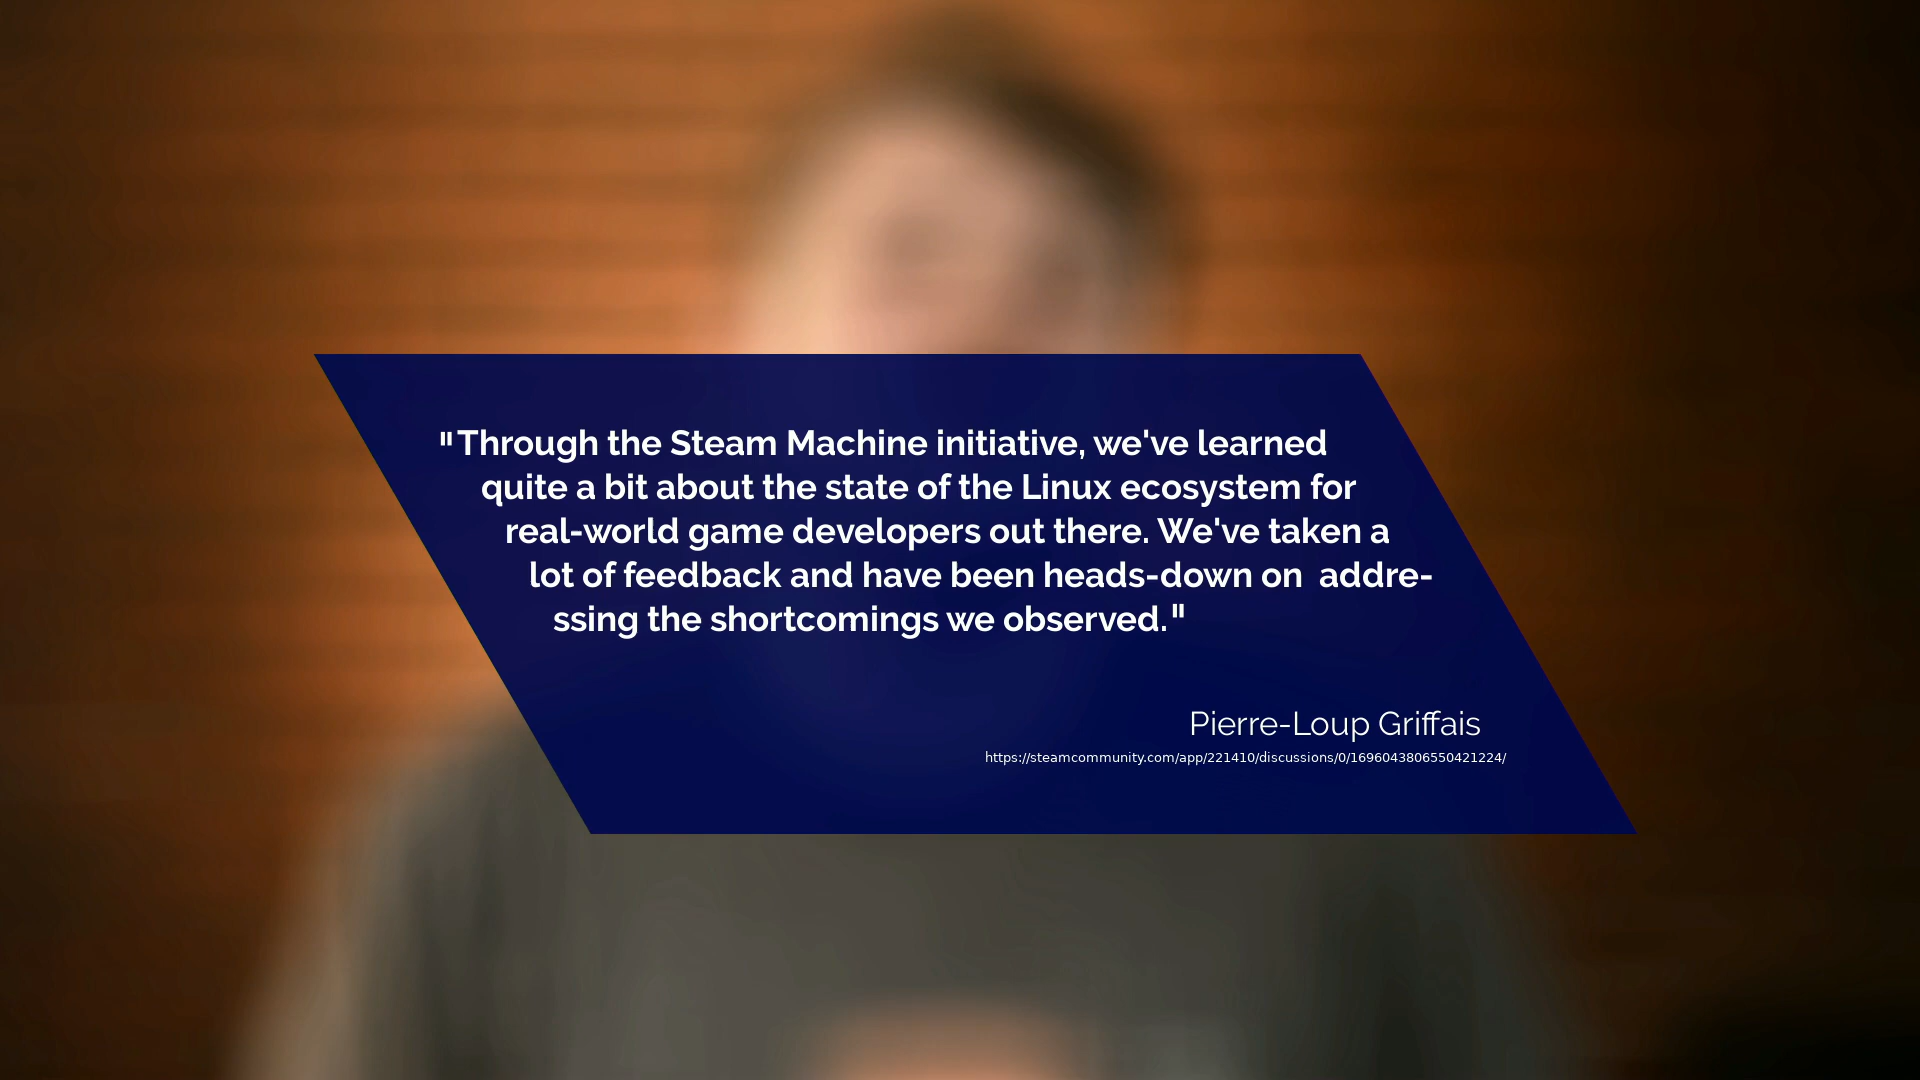 "Through the Steam Machine initiative, we've learned
quite a bit about the state of the Linux ecosystem for
real-world game developers out there. We've taken a
lot of feedback and have been heads-down on  addre-
ssing the shortcomings we observed."
Pierre-Loup Griffais
https://steamcommunity.com/app/221410/discussions/0/1696043806550421224/